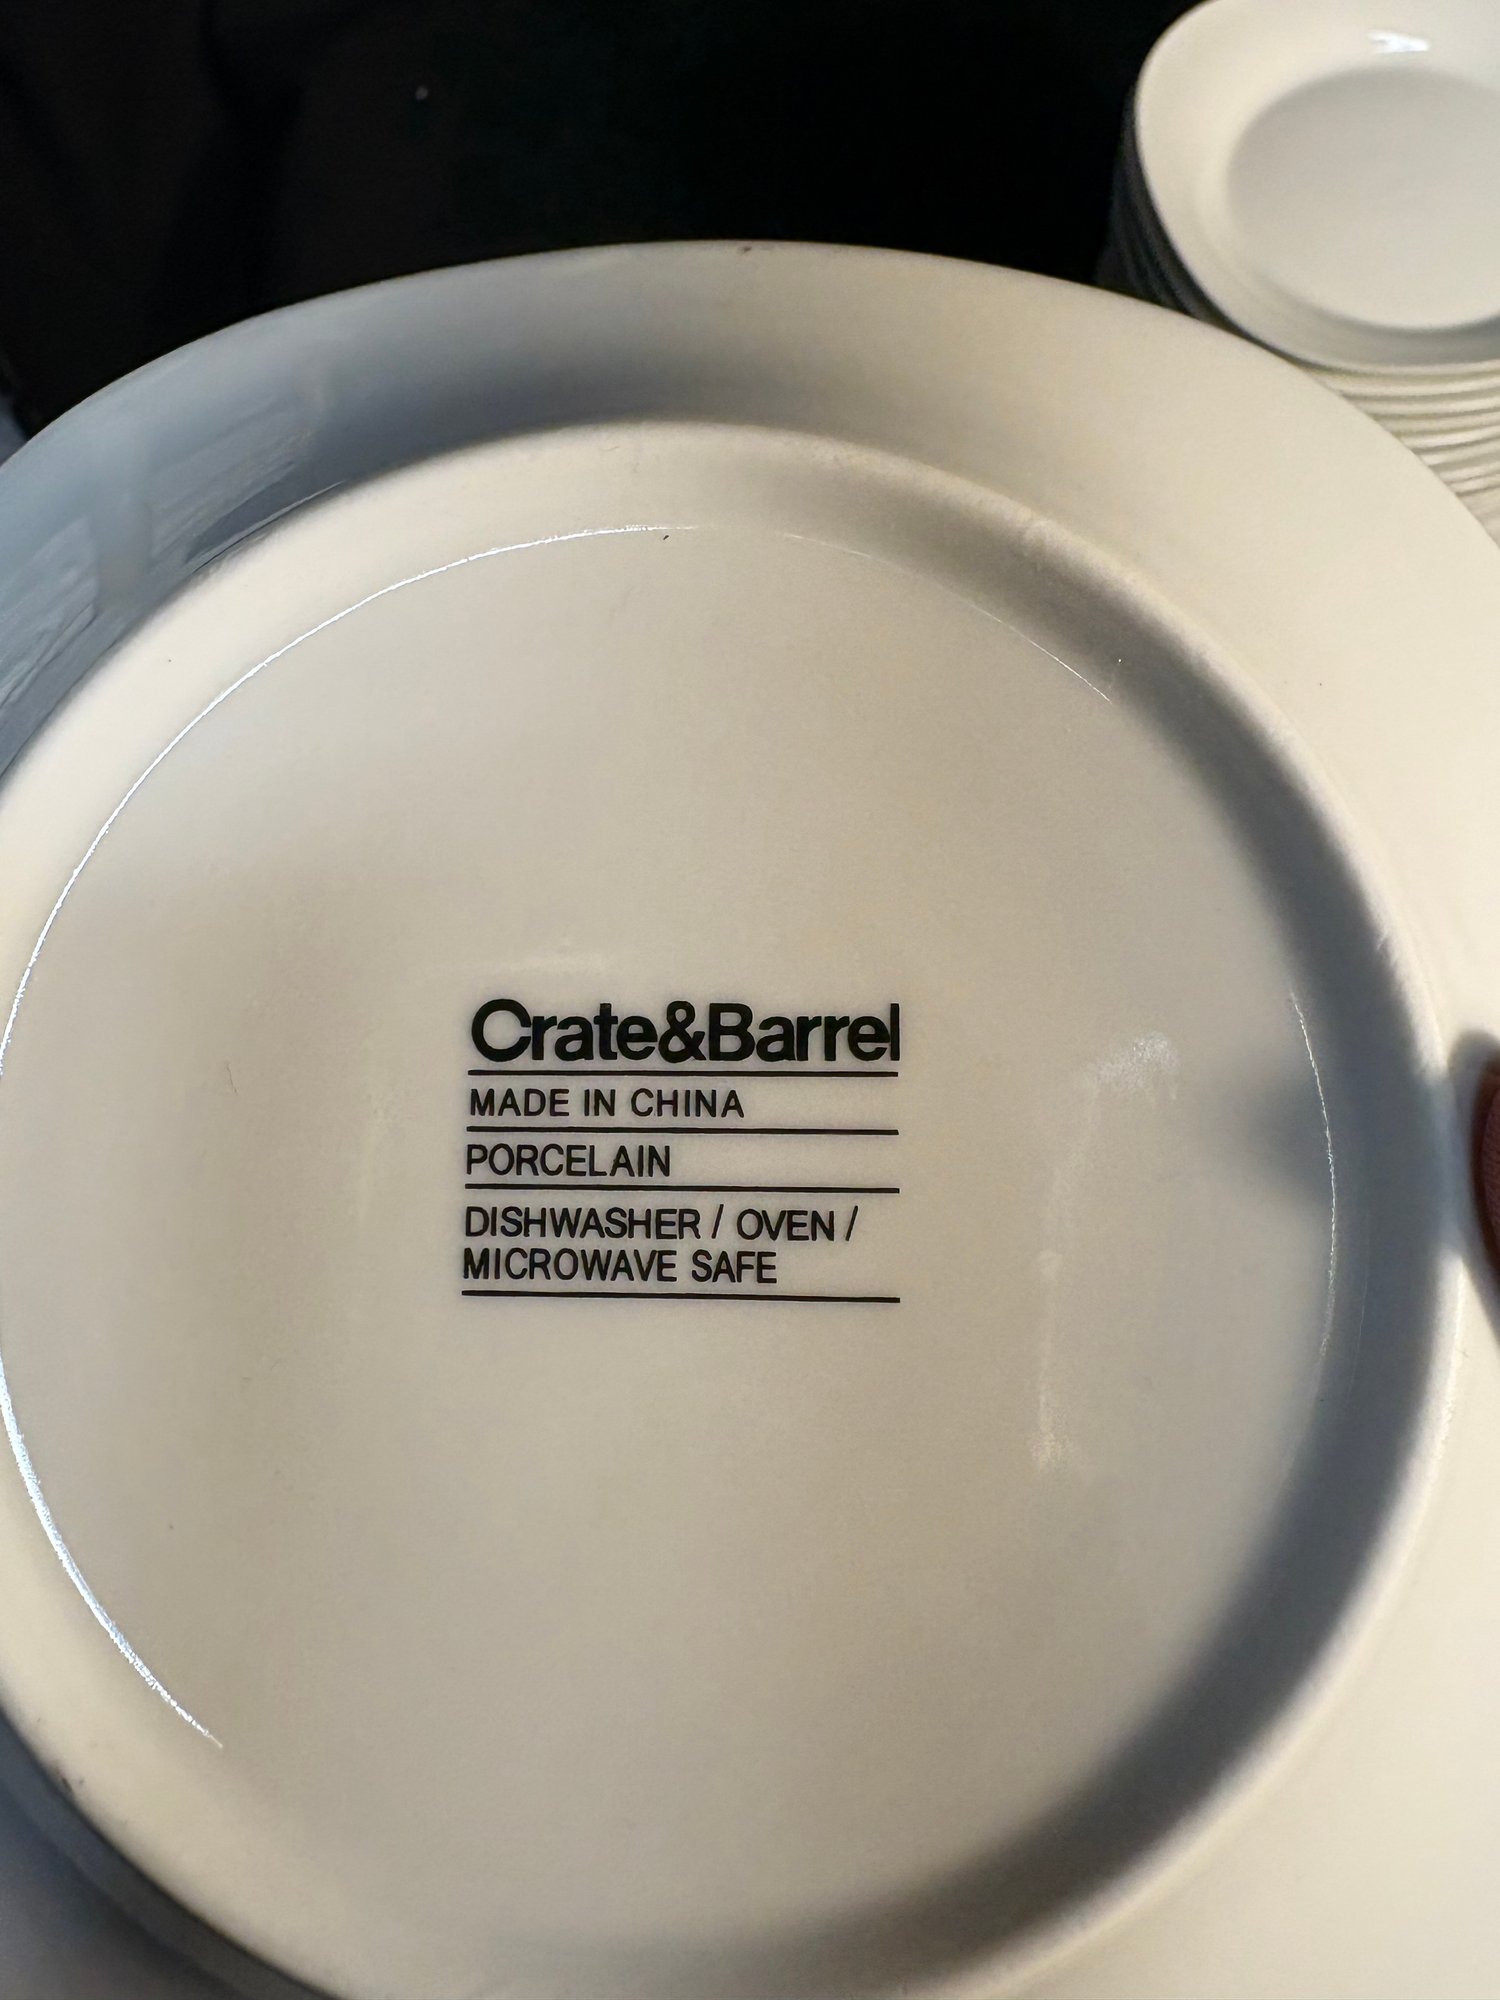 Crate&Barrel
MADE IN CHINA
PORCELAIN
DISHWASHER / OVEN /
MICROWAVE SAFE